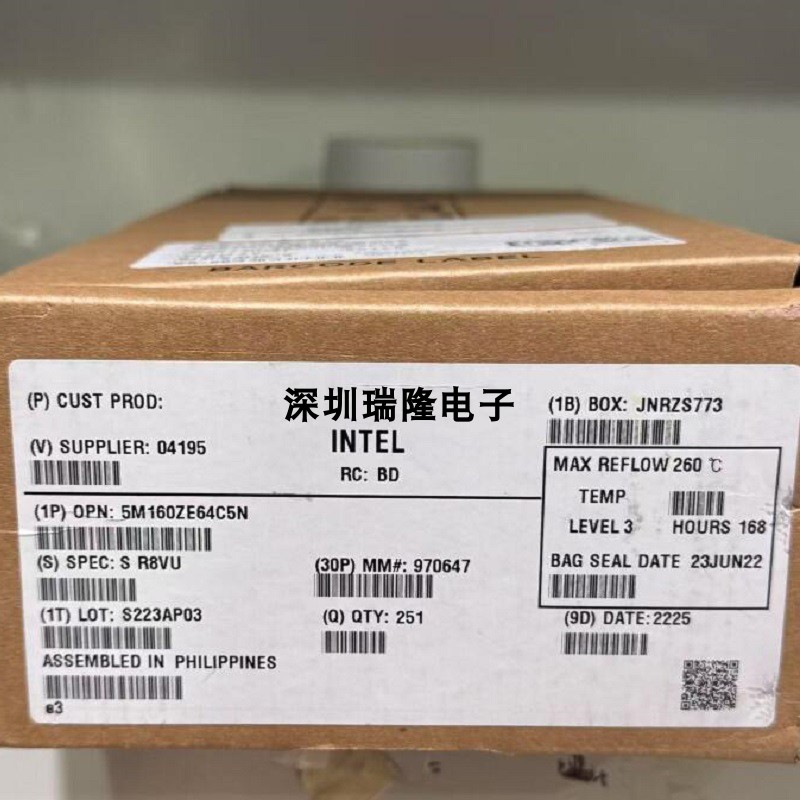 BARCODE LABEL
深圳瑞隆电子
(P) CUST PROD:
(1B) BOX: JNRZS773
(V) SUPPLIER: 04195
INTEL
RC: BD
MAX REFLOW 260 ℃
TEMP
LEVEL 3 HOURS 168
BAG SEAL DATE 23JUN22
(1P) OPN: 5M160ZE64C5N
(S) SPEC: S R8VU
(30P) MM#: 970647
(1T) LOT: S223AP03
(Q) QTY: 251
(9D) DATE: 2225
ASSEMBLED IN PHILIPPINES
e3